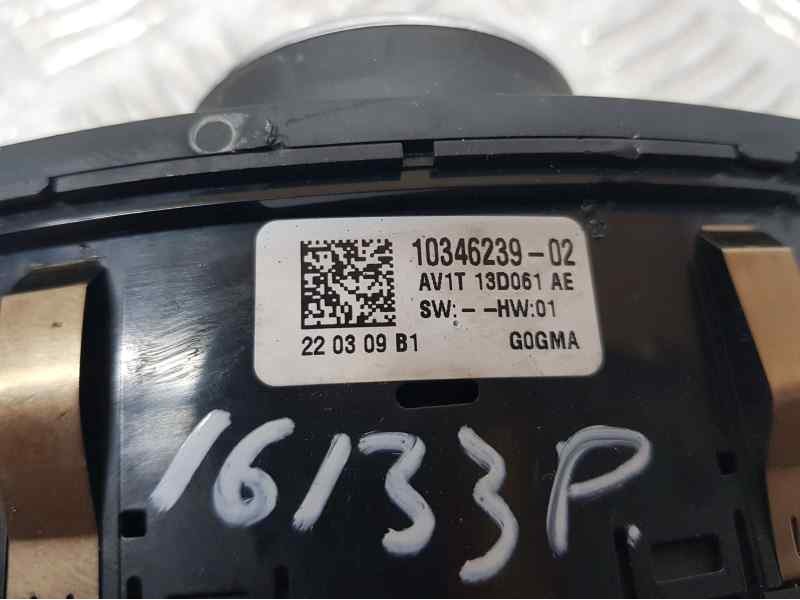 10346239-02
AV1T 13D061 AE
SW:- -HW:01
22 03 09 B1 G0GMA
16133P